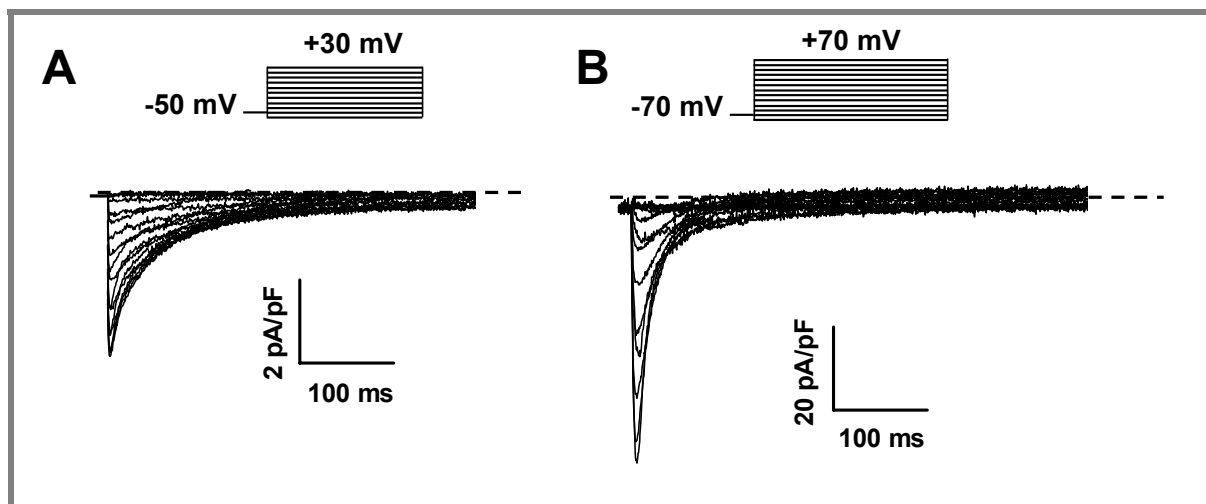 A
+30 mV
-50 mV
2 pA/pF
100 ms
B
+70 mV
-70 mV
20 pA/pF
100 ms